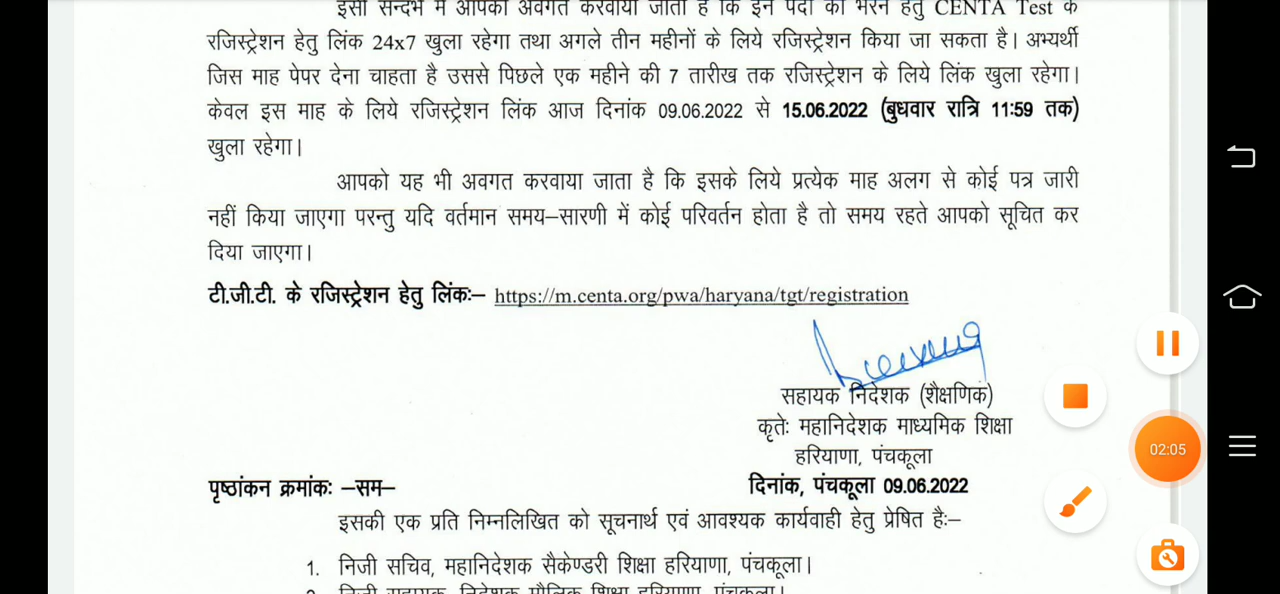 इसी सन्दर्भ में आपको अवगत करवाया जाता है कि इन पदों को भरने हेतु CENTA Test के
रजिस्ट्रेशन हेतु लिंक 24x7 खुला रहेगा तथा अगले तीन महीनों के लिये रजिस्ट्रेशन किया जा सकता है। अभ्यर्थी
जिस माह पेपर देना चाहता है उससे पिछले एक महीने की 7 तारीख तक रजिस्ट्रेशन के लिये लिंक खुला रहेगा।
केवल इस माह के लिये रजिस्ट्रेशन लिंक आज दिनांक 09.06.2022 से 15.06.2022 (बुधवार रात्रि 11:59 तक)
खुला रहेगा।
आपको यह भी अवगत करवाया जाता है कि इसके लिये प्रत्येक माह अलग से कोई पत्र जारी
नहीं किया जाएगा परन्तु यदि वर्तमान समय–सारणी में कोई परिवर्तन होता है तो समय रहते आपको सूचित कर
दिया जाएगा।
टी.जी.टी. के रजिस्ट्रेशन हेतु लिंकः– https://m.centa.org/pwa/haryana/tgt/registration
सहायक निदेशक (शैक्षणिक)
कृतेः महानिदेशक माध्यमिक शिक्षा
हरियाणा, पंचकूला
पृष्ठांकन क्रमांकः –सम– दिनांक, पंचकूला 09.06.2022
इसकी एक प्रति निम्नलिखित को सूचनार्थ एवं आवश्यक कार्यवाही हेतु प्रेषित हैः–
1. निजी सचिव, महानिदेशक सैकेण्डरी शिक्षा हरियाणा, पंचकूला।
2. निजी सहायक, निदेशक मौलिक शिक्षा हरियाणा, पंचकूला।
02:05